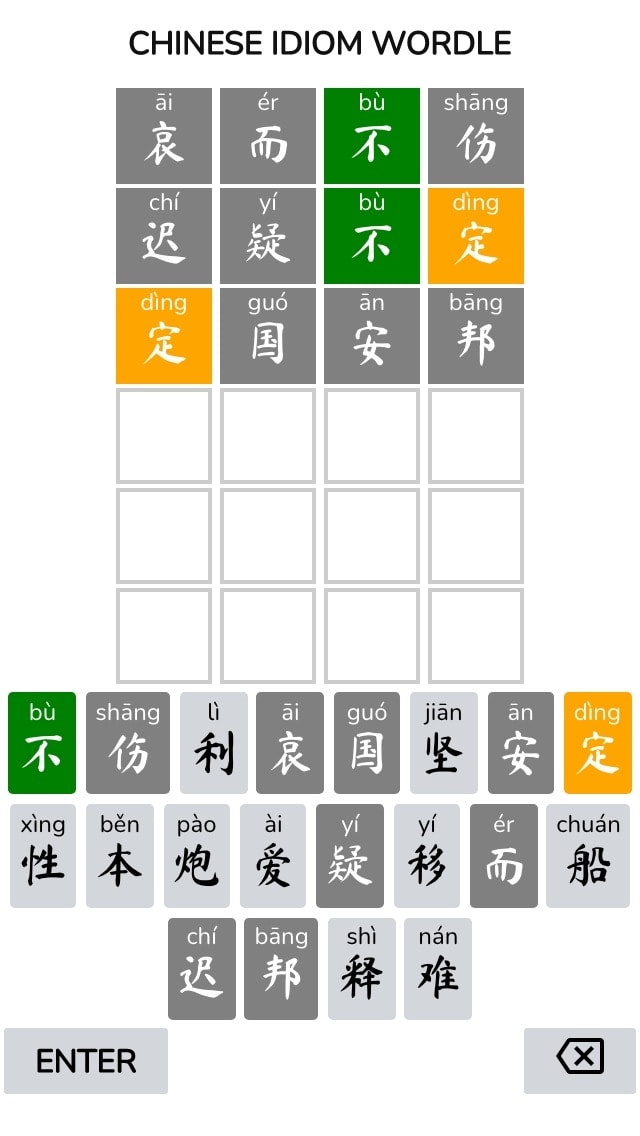 CHINESE IDIOM WORDLE
āi ér bù shāng
哀 而 不 伤
chí yí bù dìng
迟 疑 不 定
dìng guó ān bāng
定 国 安 邦
bù shāng lì āi guó jiān ān dìng
不 伤 利 哀 国 坚 安 定
xìng běn pào ài yí yí ér chuán
性 本 炮 爱 疑 移 而 船
chí bāng shì nán
迟 邦 释 难
ENTER